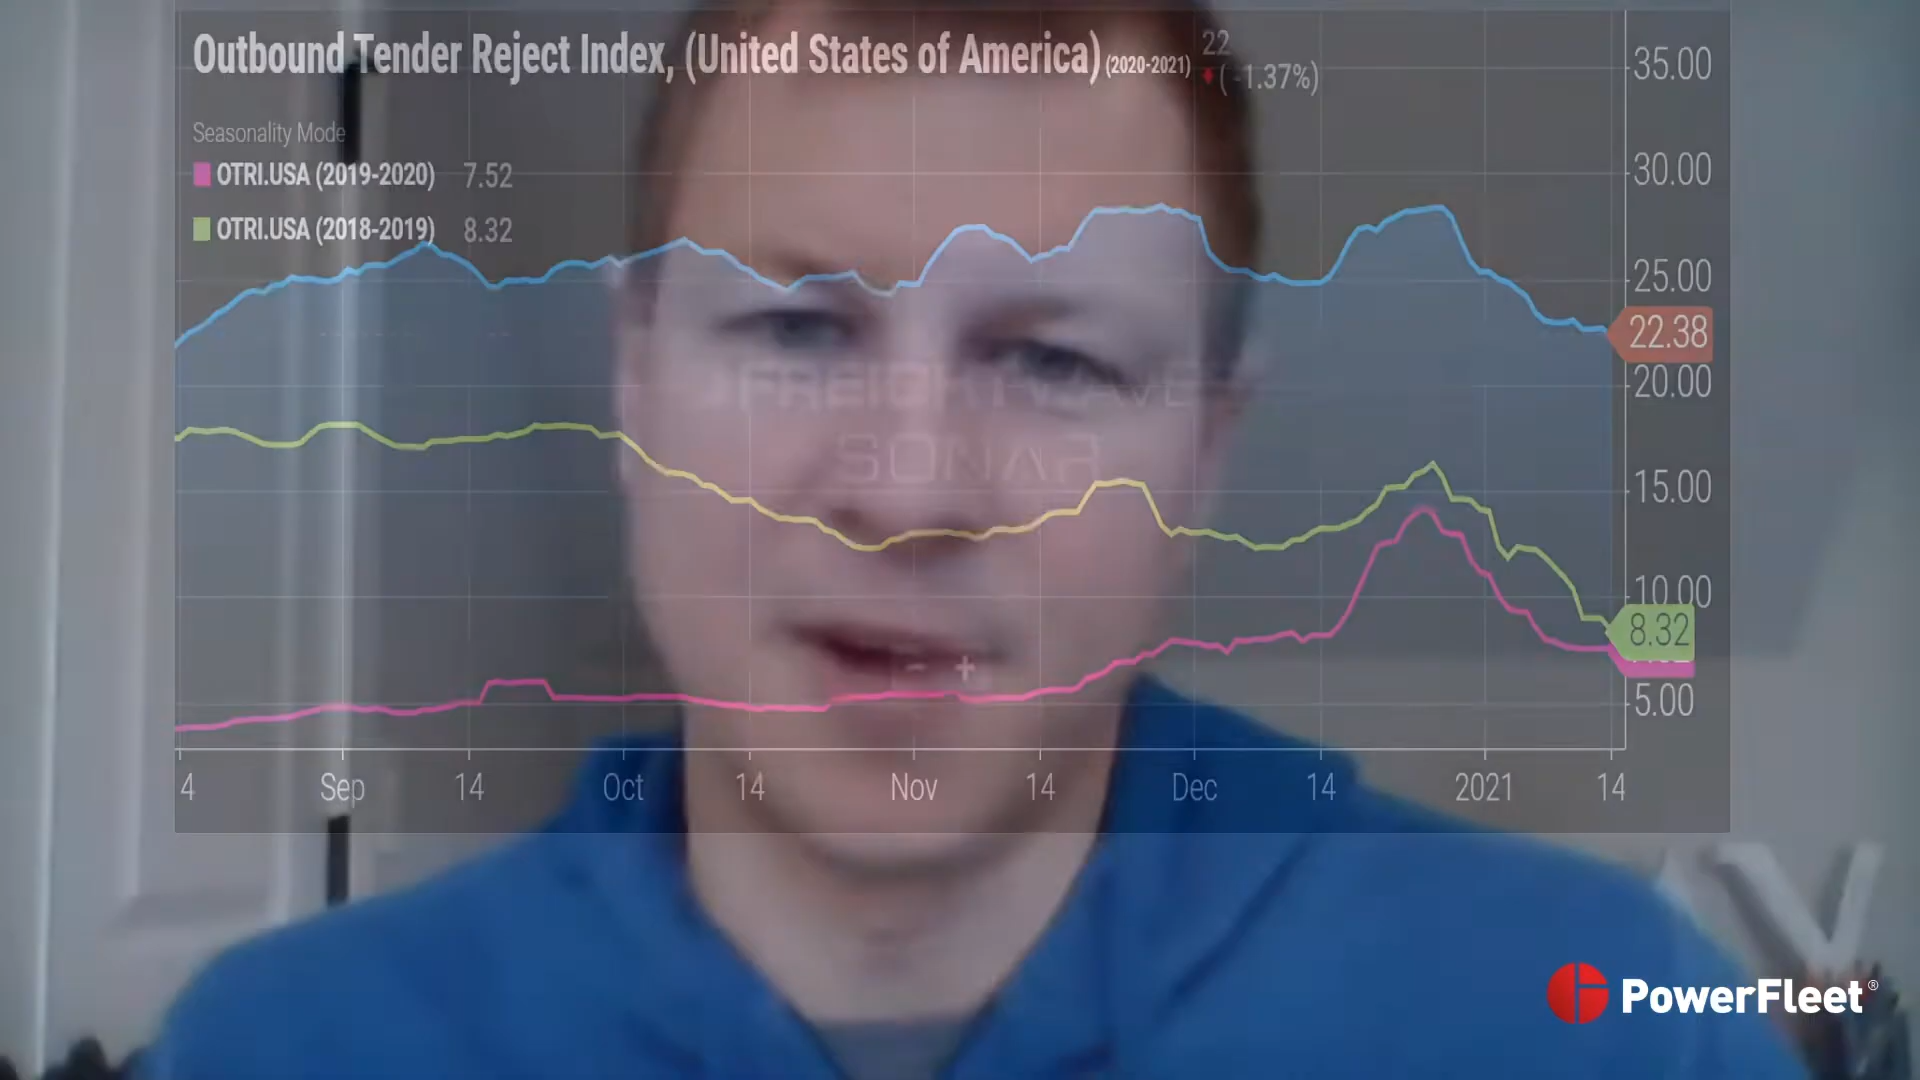 Outbound Tender Reject Index, (United States of America) (2020-2021) 22
( -1.37%)
Seasonality Mode
OTRI.USA (2019-2020) 7.52
OTRI.USA (2018-2019) 8.32
35.00
30.00
25.00
22.38
20.00
15.00
10.00
8.32
5.00
FREIGHTWAVES
SONAR
- +
4 Sep 14 Oct 14 Nov 14 Dec 14 2021 14
PowerFleet®